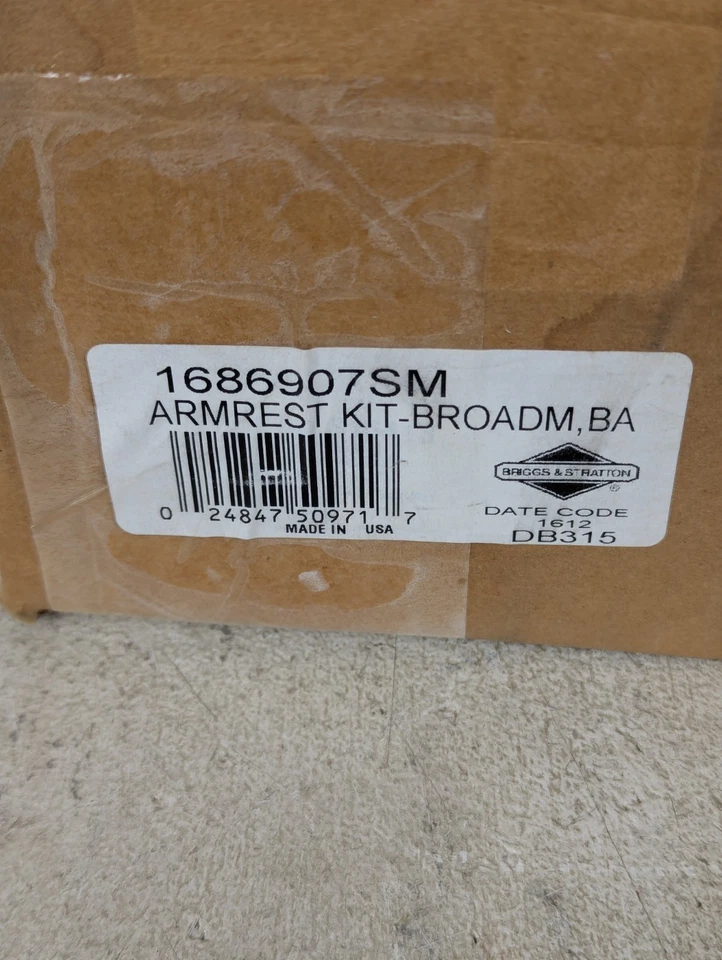 1686907SM
ARMREST KIT-BROADM,BA
BRIGGS & STRATTON
®
0 24847 50971 7
MADE IN USA
DATE CODE
1612
DB315